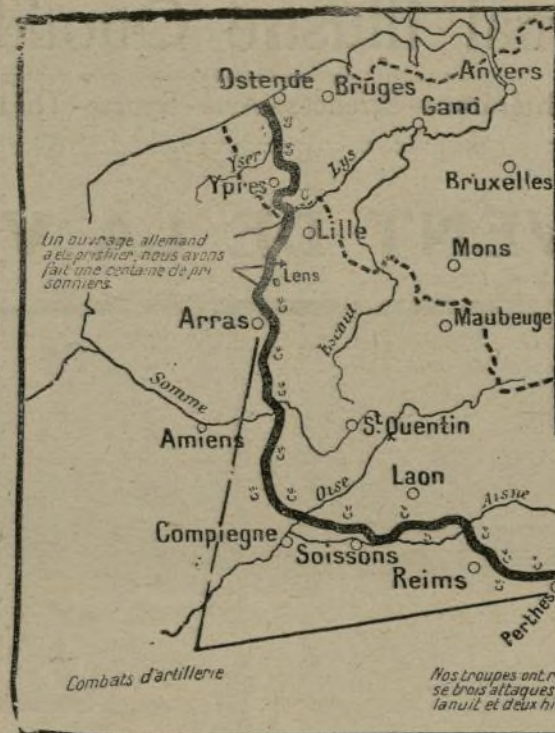 Anvers
Ostende
Bruges
Gand
Yser
Lys
Ypres
Bruxelles
Lille
Un ouvrage allemand
a été pris hier, nous avons
fait une centaine de pri
sonniers.
Mons
Lens
Arras
Maubeuge
Escaut
Somme
St Quentin
Amiens
Oise
Laon
Aisne
Compiegne
Soissons
Reims
Perthes
Combats d'artillerie
Nos troupes ont r
se trois attaques
la nuit et deux hi